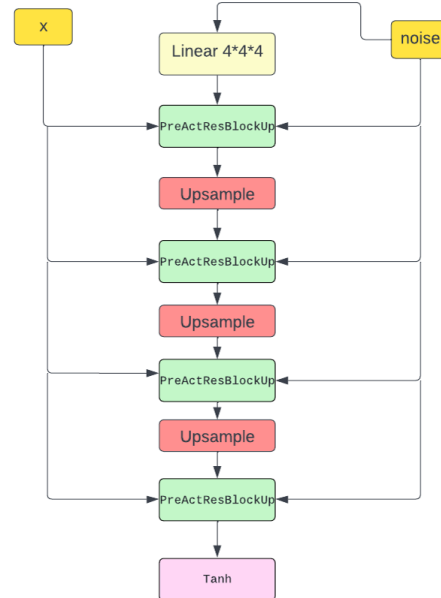 x
noise
Linear 4*4*4
PreActResBlockUp
Upsample
PreActResBlockUp
Upsample
PreActResBlockUp
Upsample
PreActResBlockUp
Tanh